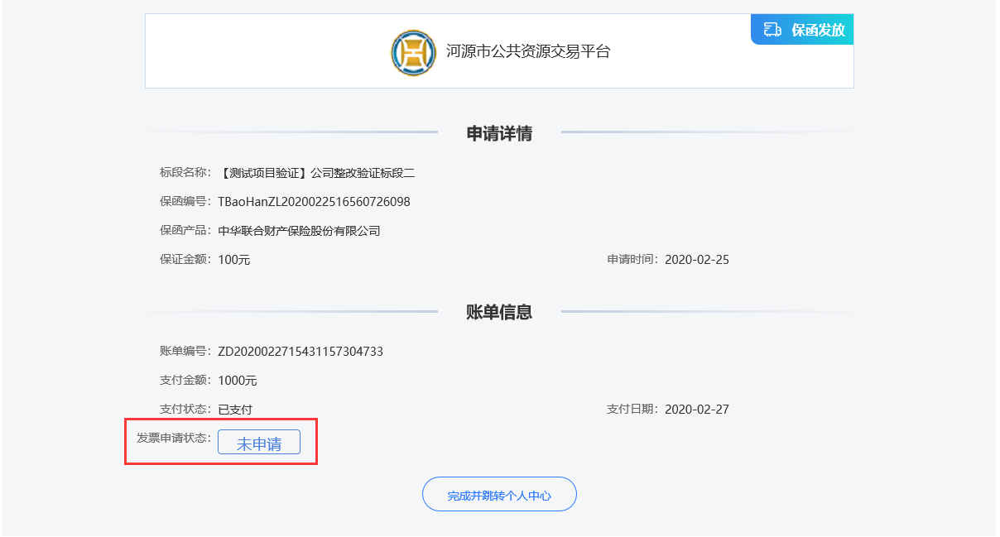 保函发放
河源市公共资源交易平台
申请详情
标段名称：【测试项目验证】公司整改验证标段二
保函编号：TBaoHanZL2020022516560726098
保函产品：中华联合财产保险股份有限公司
保证金额：100元 申请时间：2020-02-25
账单信息
账单编号：ZD2020022715431157304733
支付金额：1000元
支付状态：已支付 支付日期：2020-02-27
发票申请状态：未申请
完成并跳转个人中心